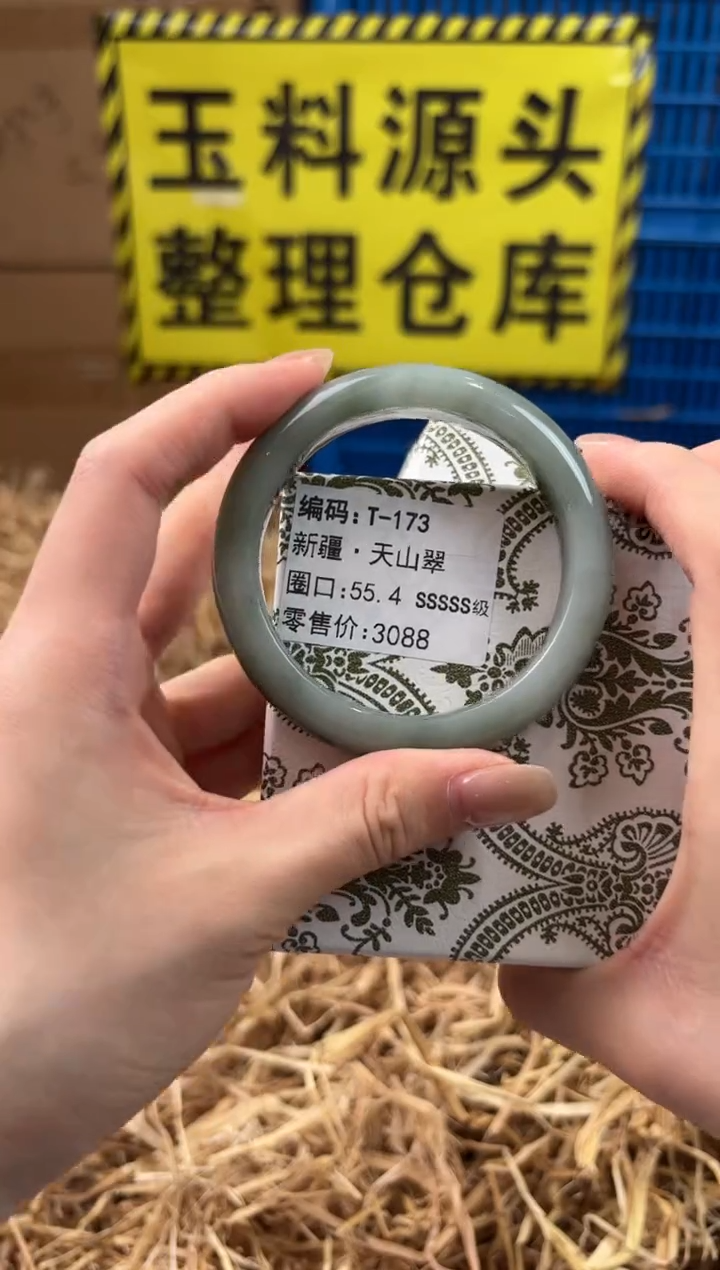 玉料源头
整理仓库
编码:T-173
新疆·天山翠
圈口:55.4 SSSSS级
零售价:3088